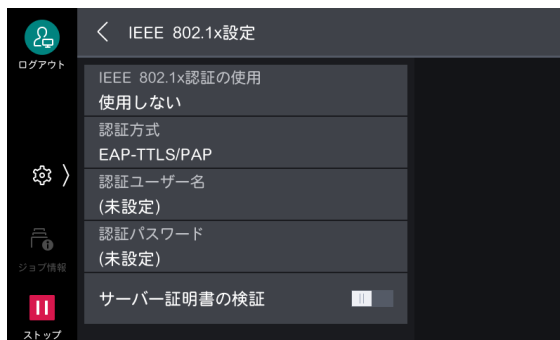 ログアウト
IEEE 802.1x設定
IEEE 802.1x認証の使用
使用しない
認証方式
EAP-TTLS/PAP
認証ユーザー名
(未設定)
認証パスワード
(未設定)
サーバー証明書の検証
ジョブ情報
ストップ